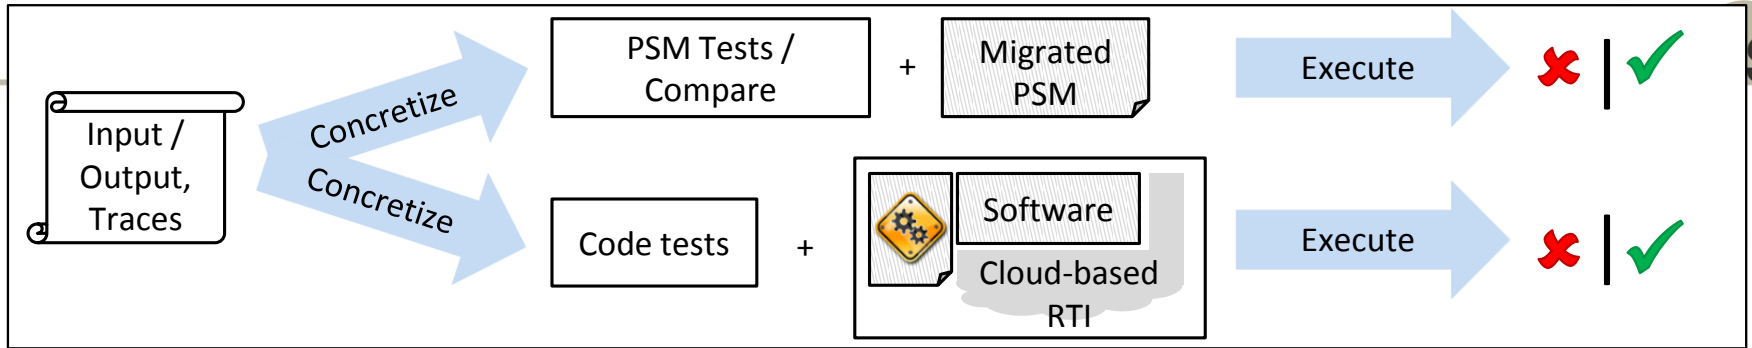 Input /
Output,
Traces
Concretize
Concretize
PSM Tests /
Compare
+
Migrated
PSM
Execute
Code tests
+
Software
Cloud-based
RTI
Execute